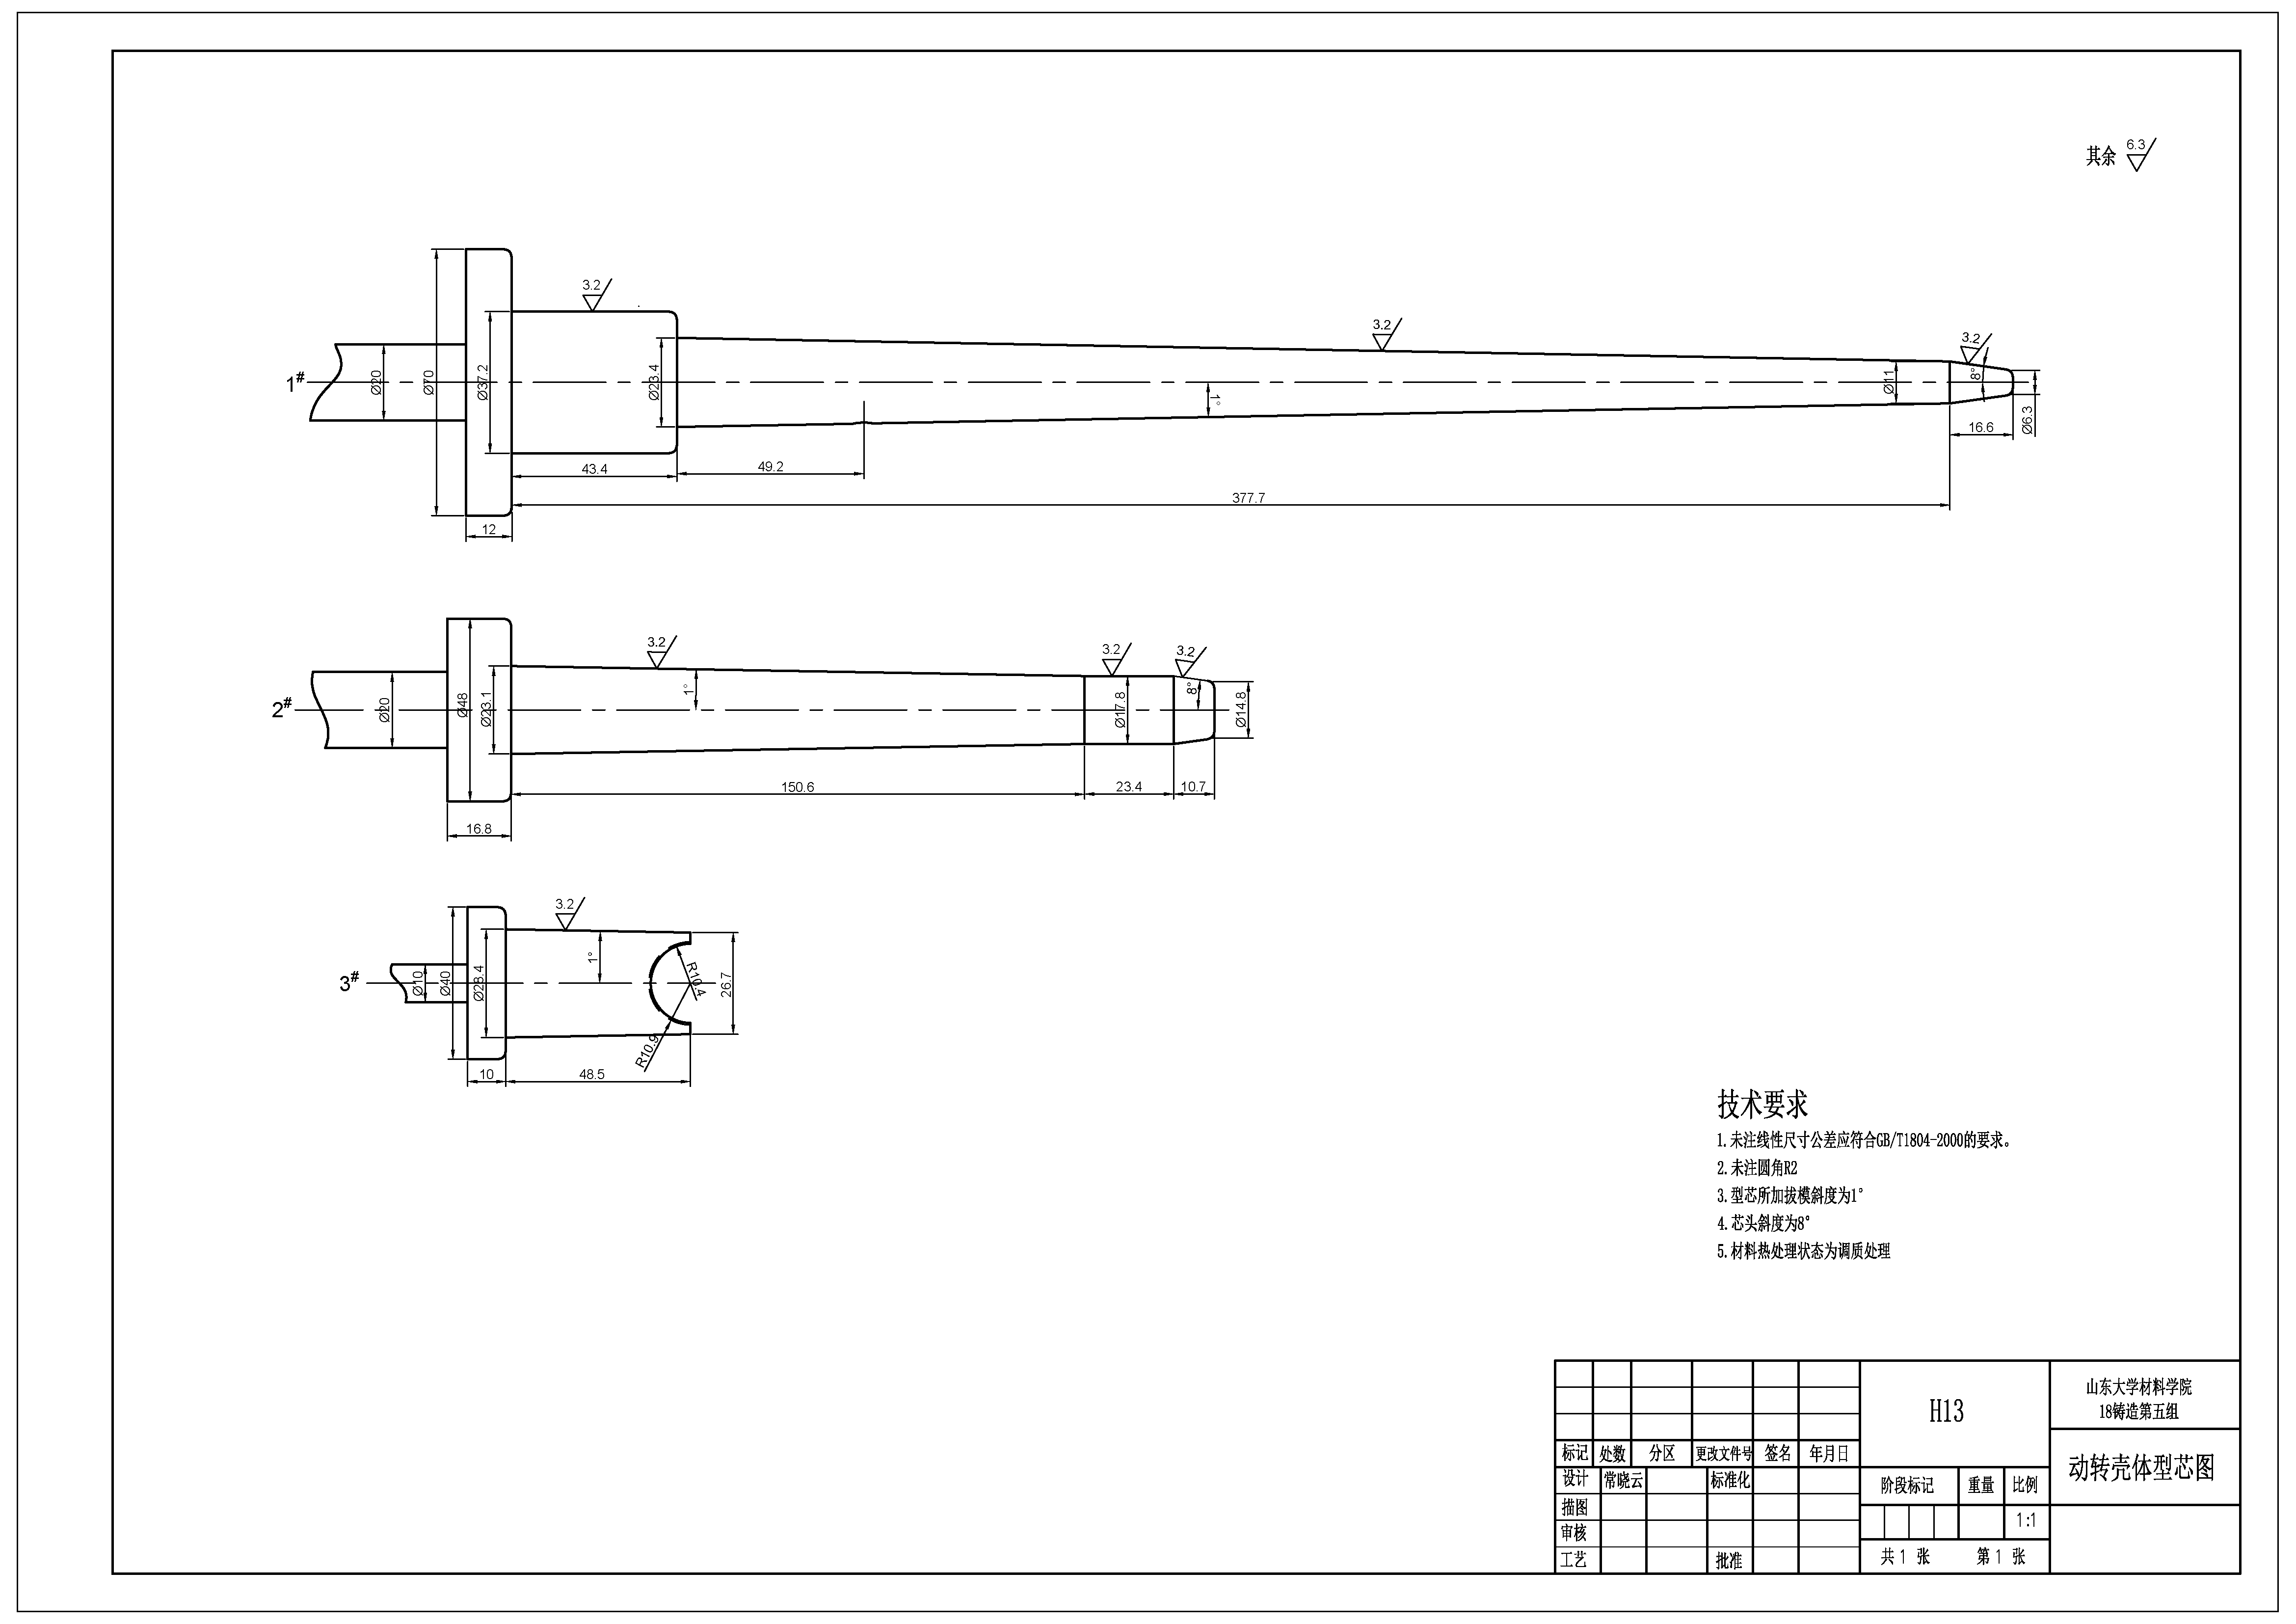 其余 6.3
3.2
3.2
3.2
1#
Ø20
Ø70
Ø37.2
Ø23.4
1°
Ø11
8°
Ø6.3
16.6
43.4
49.2
377.7
12
3.2
3.2
3.2
2#
Ø20
Ø48
Ø23.1
1°
Ø17.8
8°
Ø14.8
150.6
23.4
10.7
16.8
3.2
3#
Ø10
Ø40
Ø28.4
1°
R10.4
26.7
R10.9
10
48.5
技术要求
1.未注线性尺寸公差应符合GB/T1804-2000的要求。
2.未注圆角R2
3.型芯所加拔模斜度为1°
4.芯头斜度为8°
5.材料热处理状态为调质处理
H13
山东大学材料学院
18铸造第五组
标记 处数 分区 更改文件号 签名 年月日
动转壳体型芯图
设计 常晓云 标准化
阶段标记 重量 比例
描图
1:1
审核
工艺 批准
共 1 张 第 1 张